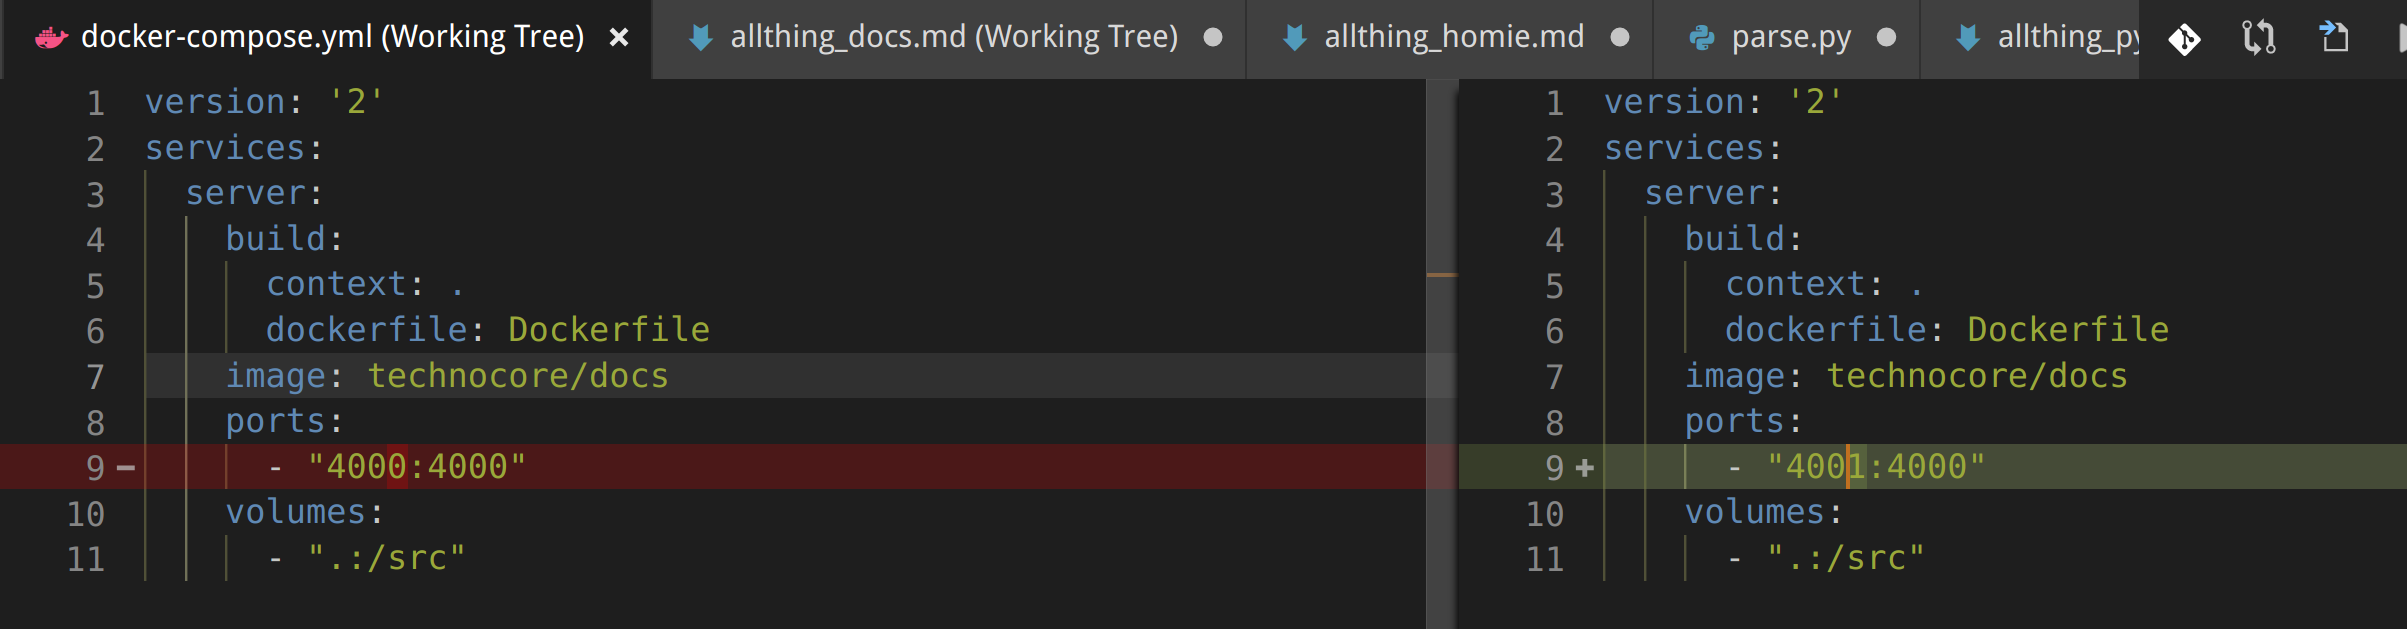 docker-compose.yml (Working Tree) allthing_docs.md (Working Tree) allthing_homie.md parse.py allthing_py
1 version: '2'
2 services:
3 server:
4 build:
5 context: .
6 dockerfile: Dockerfile
7 image: technocore/docs
8 ports:
9 - - "4000:4000"
10 volumes:
11 - ".:/src"
1 version: '2'
2 services:
3 server:
4 build:
5 context: .
6 dockerfile: Dockerfile
7 image: technocore/docs
8 ports:
9 + - "4001:4000"
10 volumes:
11 - ".:/src"